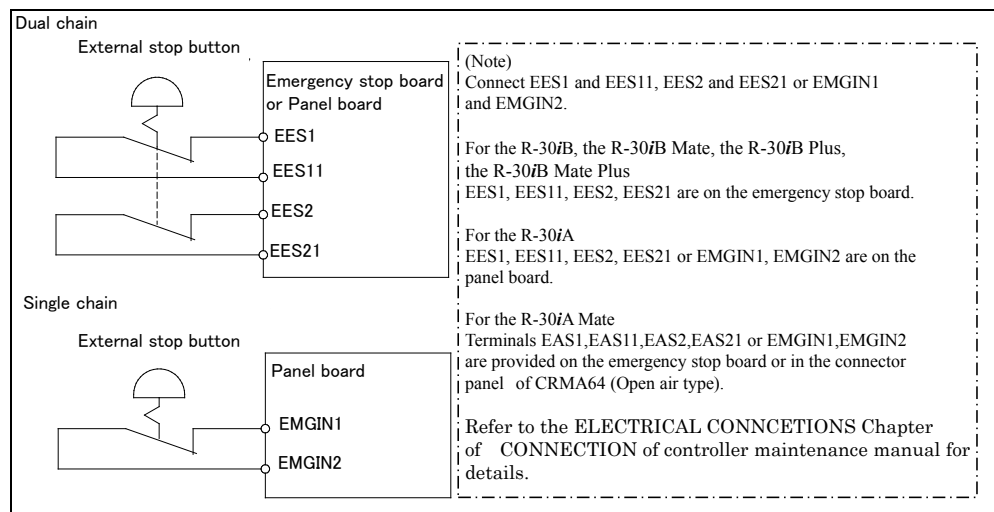 Dual chain
External stop button
Emergency stop board
or Panel board
EES1
EES11
EES2
EES21
Single chain
External stop button
Panel board
EMGIN1
EMGIN2
(Note)
Connect EES1 and EES11, EES2 and EES21 or EMGIN1
and EMGIN2.
For the R-30iB, the R-30iB Mate, the R-30iB Plus,
the R-30iB Mate Plus
EES1, EES11, EES2, EES21 are on the emergency stop board.
For the R-30iA
EES1, EES11, EES2, EES21 or EMGIN1, EMGIN2 are on the
panel board.
For the R-30iA Mate
Terminals EAS1,EAS11,EAS2,EAS21 or EMGIN1,EMGIN2
are provided on the emergency stop board or in the connector
panel of CRMA64 (Open air type).
Refer to the ELECTRICAL CONNCETIONS Chapter
of CONNECTION of controller maintenance manual for
details.